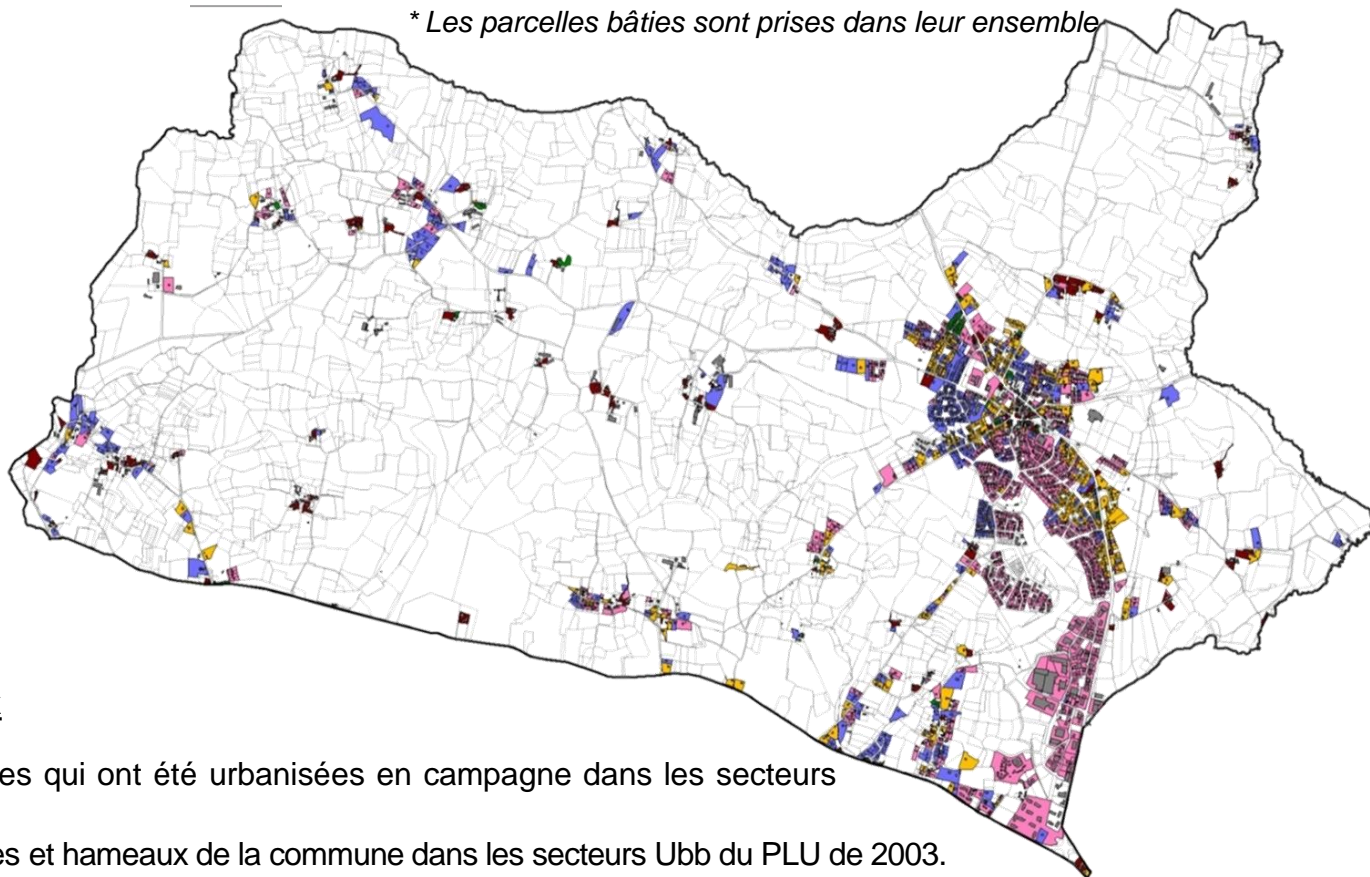 * Les parcelles bâties sont prises dans leur ensemble
es qui ont été urbanisées en campagne dans les secteurs
es et hameaux de la commune dans les secteurs Ubb du PLU de 2003.